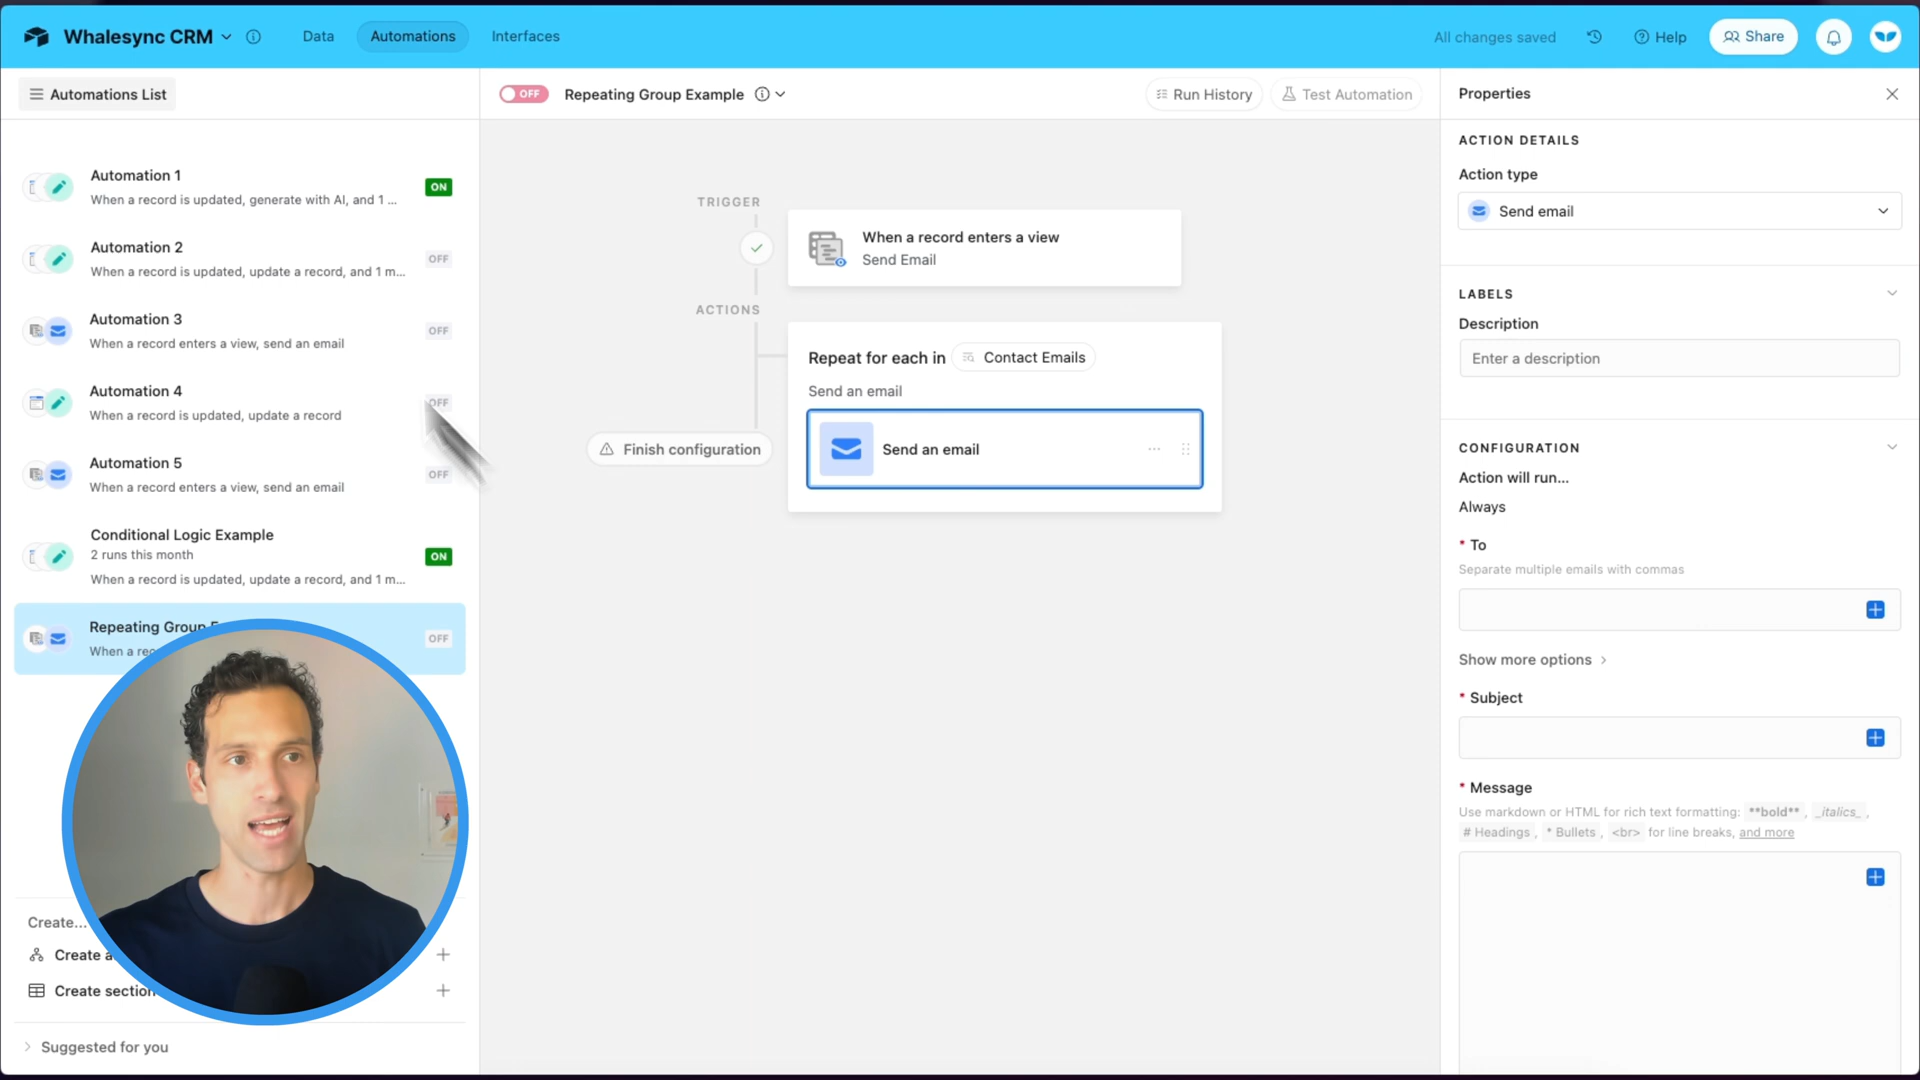 Whalesync CRM
Data
Automations
Interfaces
All changes saved
Help
Share
Automations List
OFF
Repeating Group Example
Run History
Test Automation
Properties
Automation 1
When a record is updated, generate with AI, and 1 ...
ON
Automation 2
When a record is updated, update a record, and 1 m...
OFF
Automation 3
When a record enters a view, send an email
OFF
Automation 4
When a record is updated, update a record
OFF
Automation 5
When a record enters a view, send an email
OFF
Conditional Logic Example
2 runs this month
When a record is updated, update a record, and 1 m...
ON
Repeating Group
When a
OFF
Create...
Create
Create section
Suggested for you
TRIGGER
When a record enters a view
Send Email
ACTIONS
Repeat for each in Contact Emails
Send an email
Finish configuration
Send an email
ACTION DETAILS
Action type
Send email
LABELS
Description
Enter a description
CONFIGURATION
Action will run...
Always
* To
Separate multiple emails with commas
Show more options
* Subject
* Message
Use markdown or HTML for rich text formatting: **bold** , _italics_ ,
# Headings , * Bullets , <br> for line breaks, and more